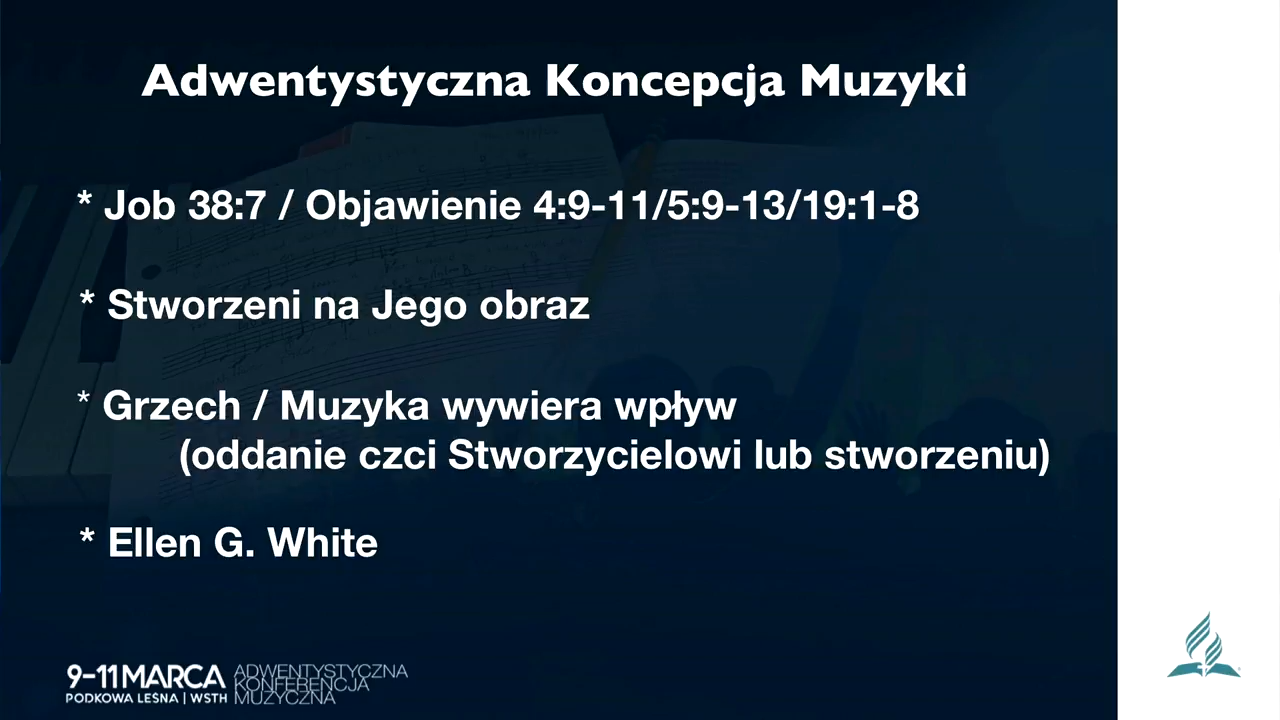 Adwentystyczna Koncepcja Muzyki
* Job 38:7 / Objawienie 4:9-11/5:9-13/19:1-8
* Stworzeni na Jego obraz
* Grzech / Muzyka wywiera wpływ
(oddanie czci Stworzycielowi lub stworzeniu)
* Ellen G. White
9-11 MARCA
PODKOWA LEŚNA | WSTH
ADWENTYSTYCZNA
KONFERENCJA
MUZYCZNA